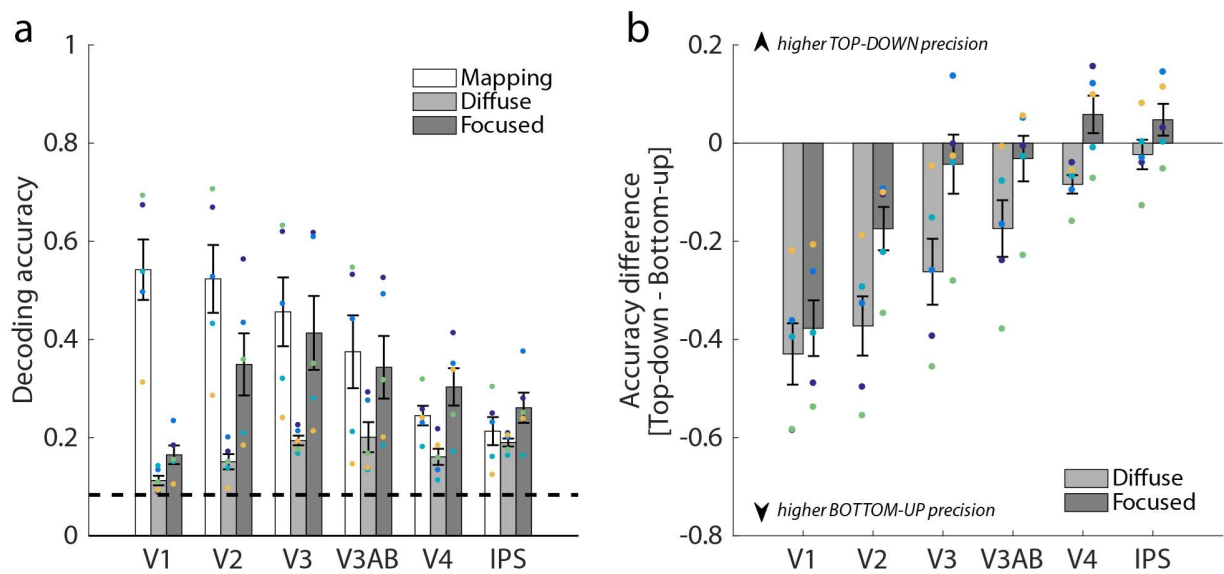 a
1
0.8
0.6
0.4
0.2
0
Decoding accuracy
Mapping
Diffuse
Focused
V1 V2 V3 V3AB V4 IPS
b
0.2
0
-0.2
-0.4
-0.6
-0.8
Accuracy difference
[Top-down - Bottom-up]
higher TOP-DOWN precision
higher BOTTOM-UP precision
Diffuse
Focused
V1 V2 V3 V3AB V4 IPS